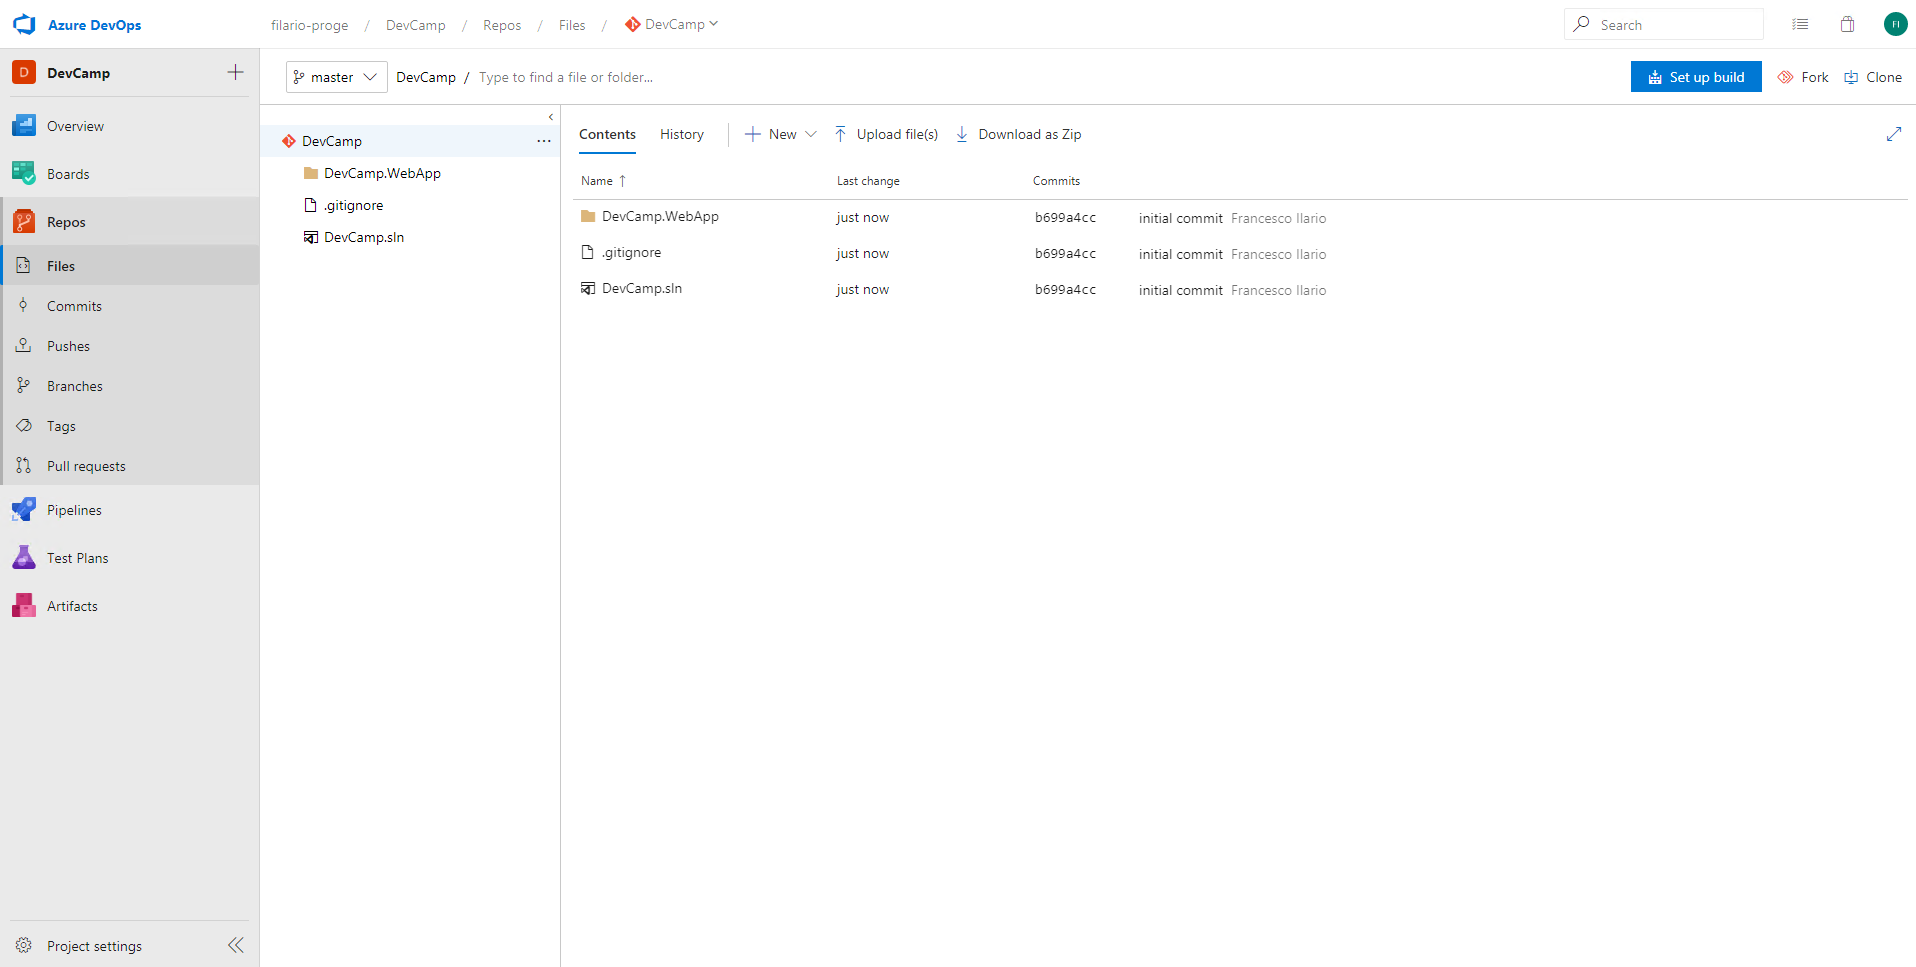 Azure DevOps
filario-proge / DevCamp / Repos / Files / DevCamp
Search
FI
D DevCamp
master DevCamp / Type to find a file or folder...
Set up build Fork Clone
Overview
Boards
Repos
Files
Commits
Pushes
Branches
Tags
Pull requests
Pipelines
Test Plans
Artifacts
Project settings
DevCamp ...
DevCamp.WebApp
.gitignore
DevCamp.sln
Contents History New Upload file(s) Download as Zip
Name ↑ Last change Commits
DevCamp.WebApp just now b699a4cc initial commit Francesco Ilario
.gitignore just now b699a4cc initial commit Francesco Ilario
DevCamp.sln just now b699a4cc initial commit Francesco Ilario